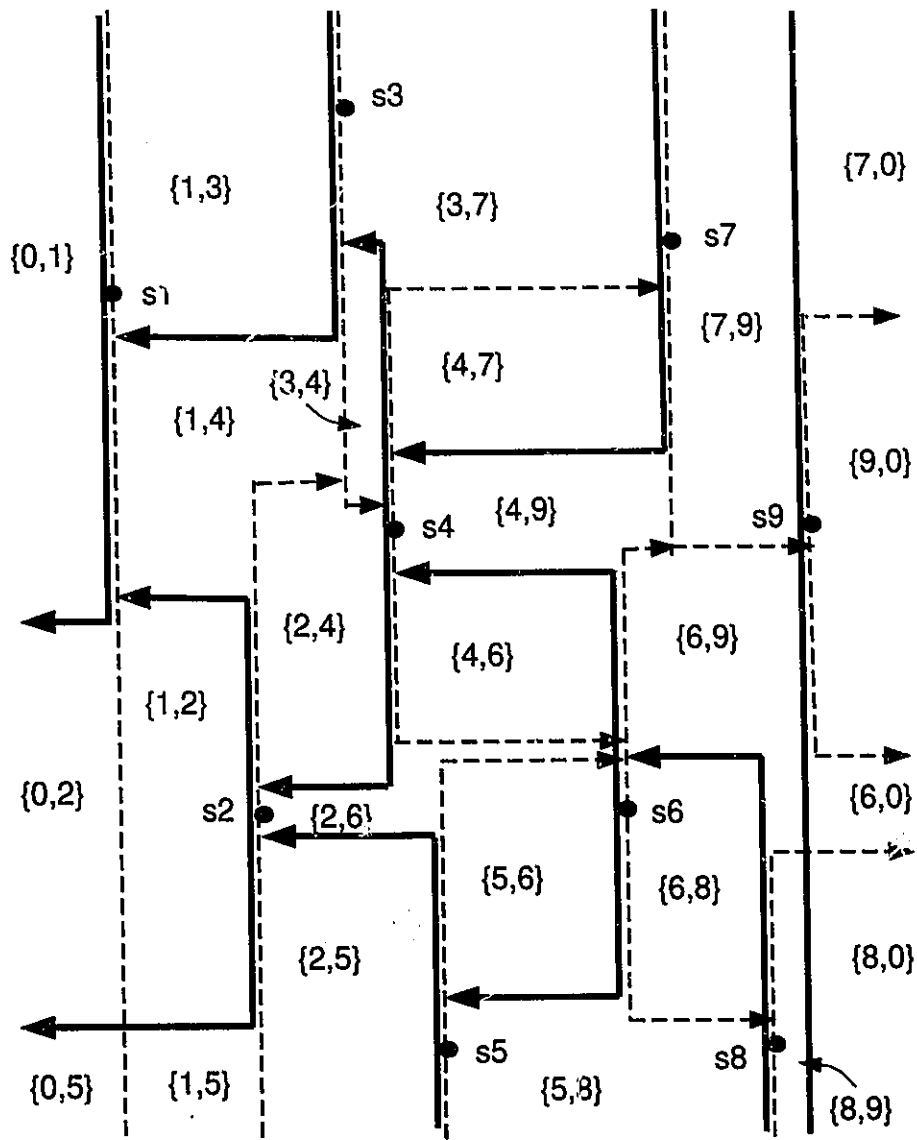 s3
{7,0}
{1,3}
{3,7}
s7
{0,1}
s1
{7,9}
{4,7}
{3,4}
{1,4}
{9,0}
{4,9}
s9
s4
{2,4}
{6,9}
{4,6}
{1,2}
{0,2}
{6,0}
s2
{2,6}
s6
{5,6}
{6,8}
{2,5}
{8,0}
s5
s8
{0,5}
{1,5}
{5,8}
{8,9}